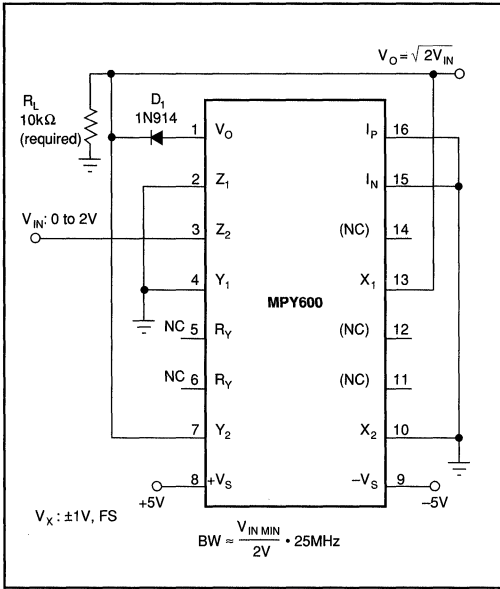 V_O = √2V_IN
R_L
10kΩ
(required)
D_1
1N914
1 V_O I_P 16
2 Z_1 I_N 15
V_IN: 0 to 2V
3 Z_2 (NC) 14
4 Y_1 X_1 13
MPY600
NC 5 R_Y (NC) 12
NC 6 R_Y (NC) 11
7 Y_2 X_2 10
8 +V_S −V_S 9
+5V −5V
V_X: ±1V, FS
BW ≈ V_IN MIN / 2V • 25MHz